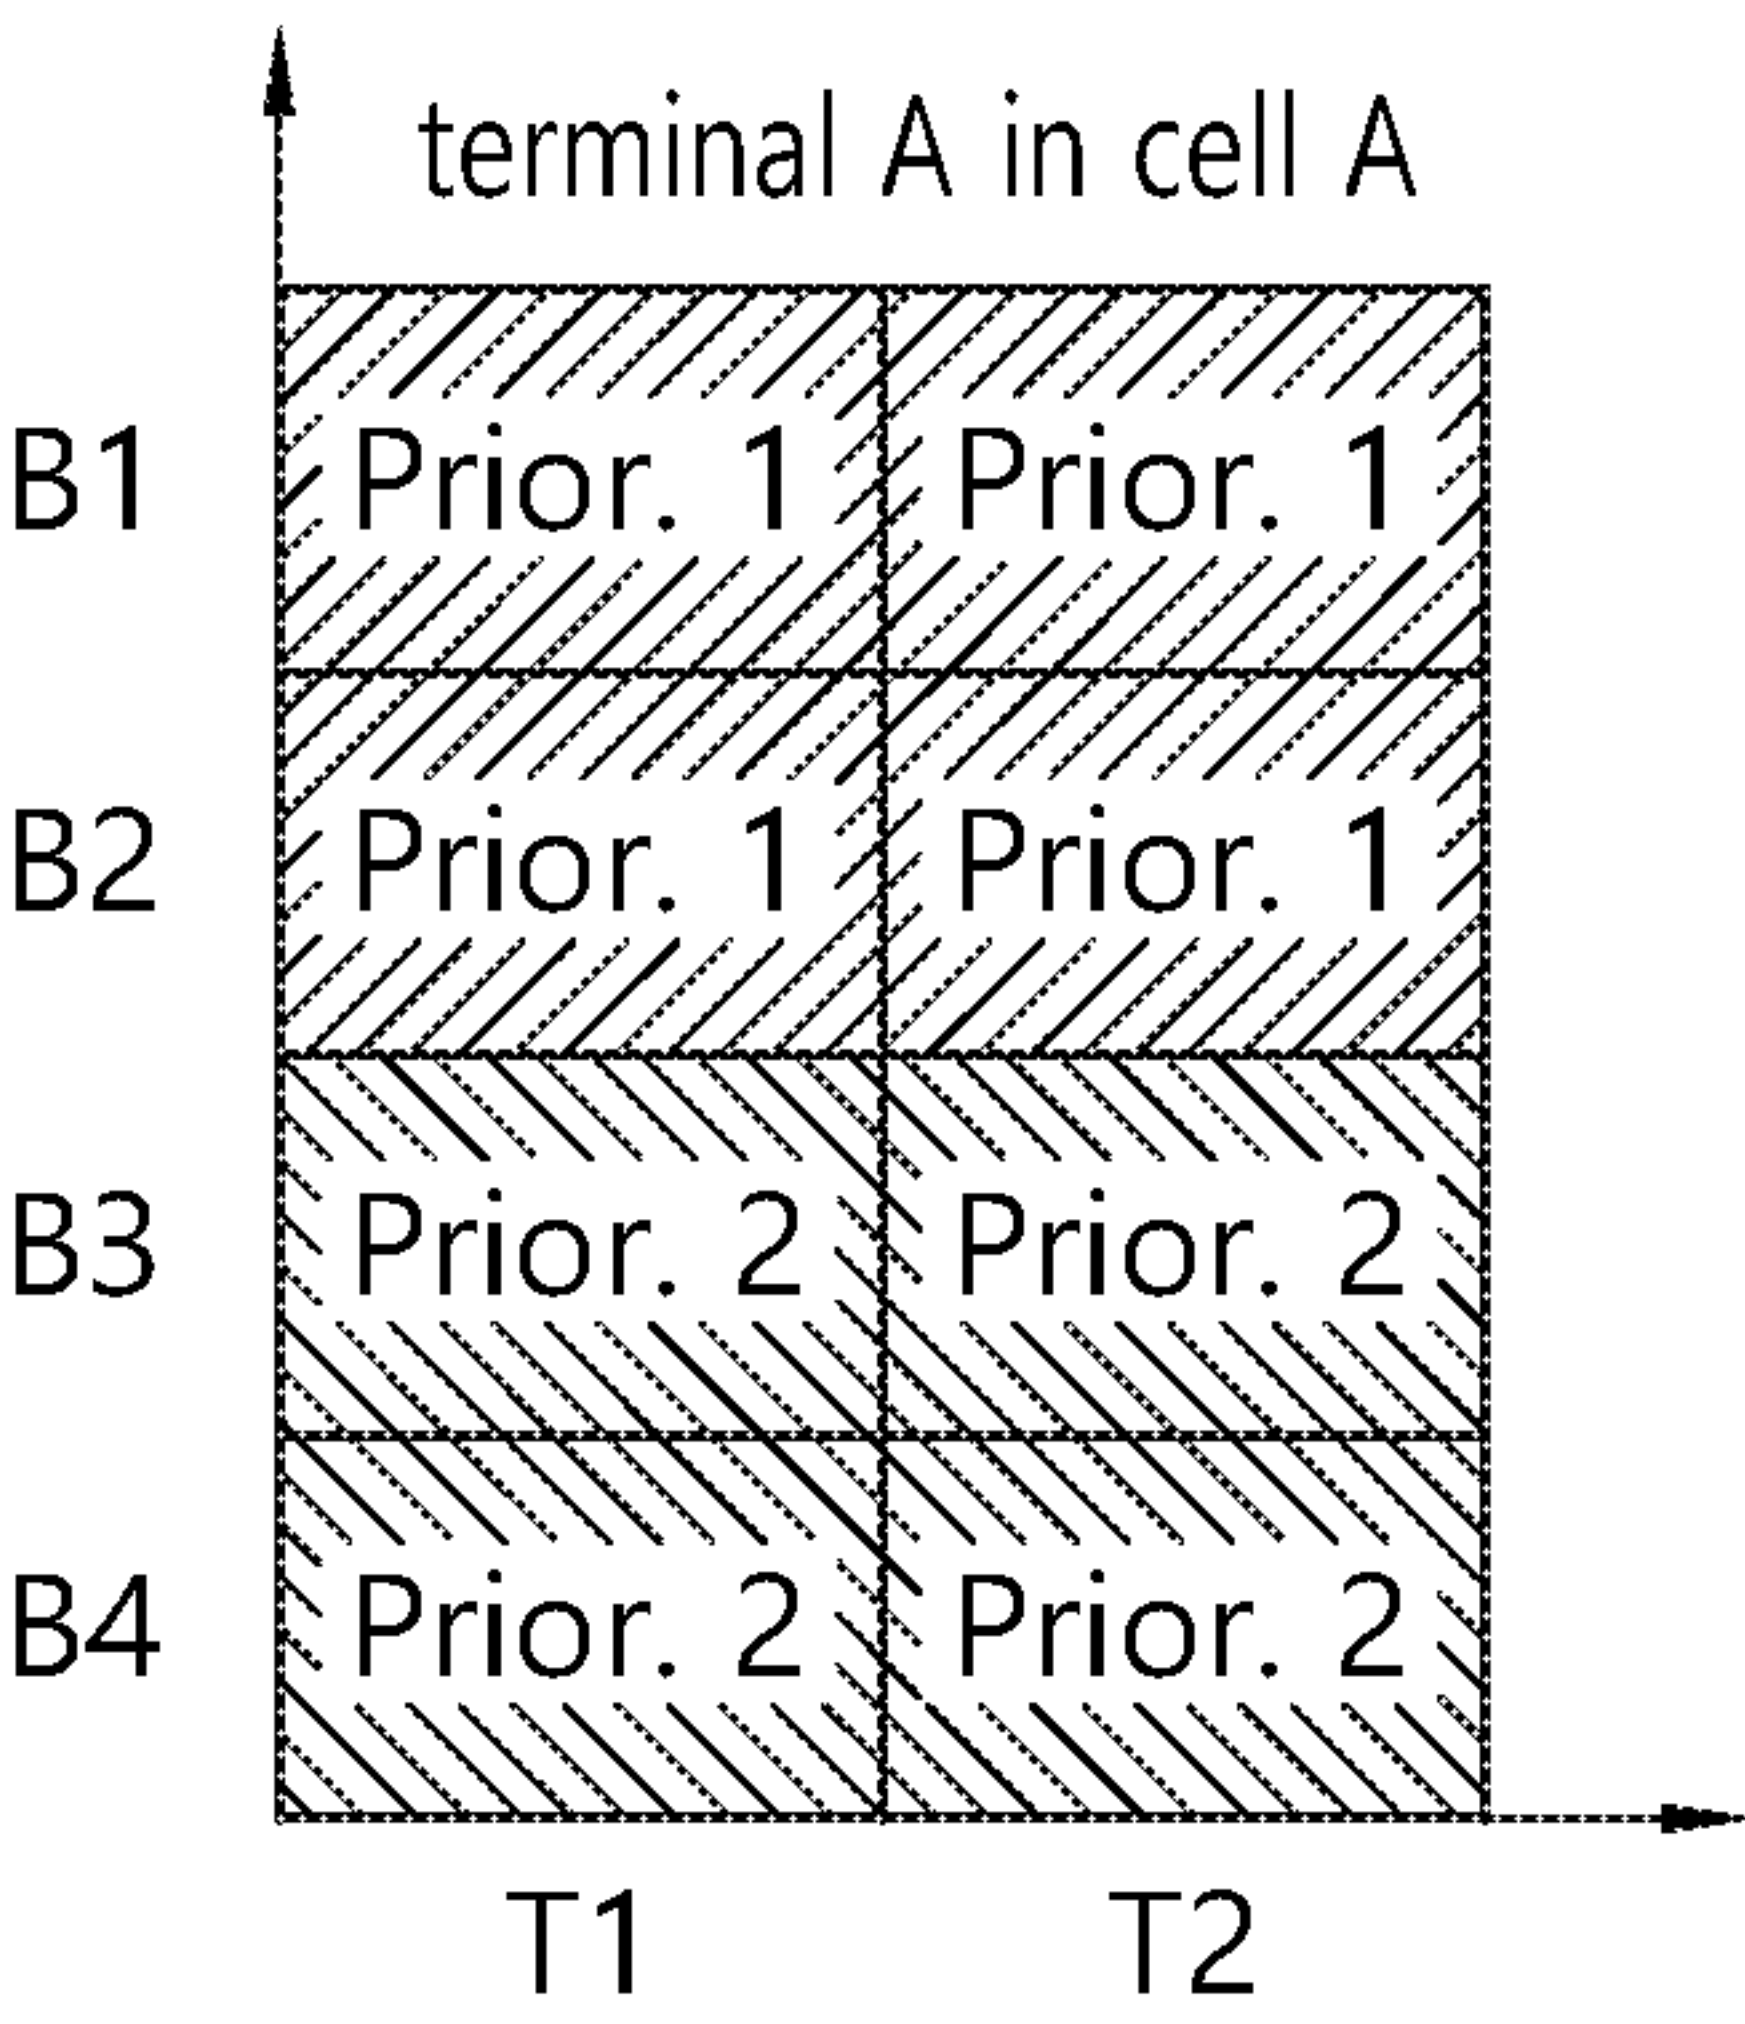 terminal A in cell A
B1 Prior. 1 Prior. 1
B2 Prior. 1 Prior. 1
B3 Prior. 2 Prior. 2
B4 Prior. 2 Prior. 2
T1 T2